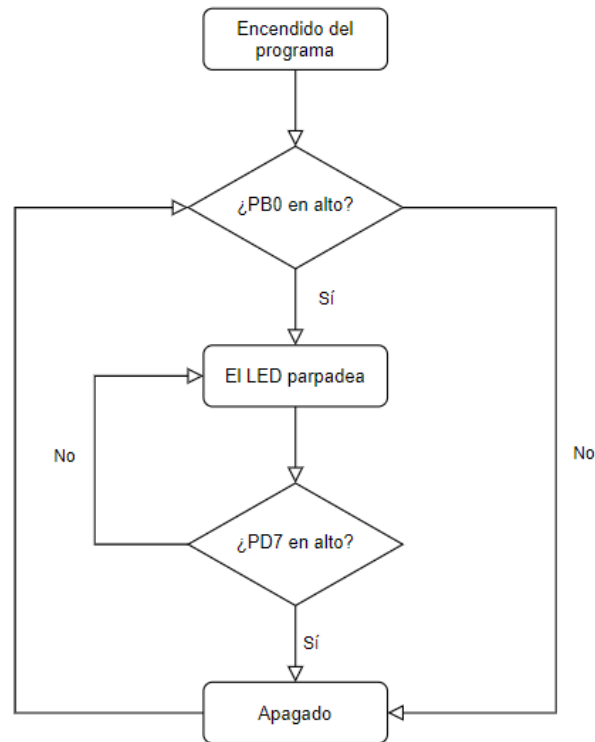 Encendido del
programa
¿PB0 en alto?
Sí
El LED parpadea
No
No
¿PD7 en alto?
Sí
Apagado